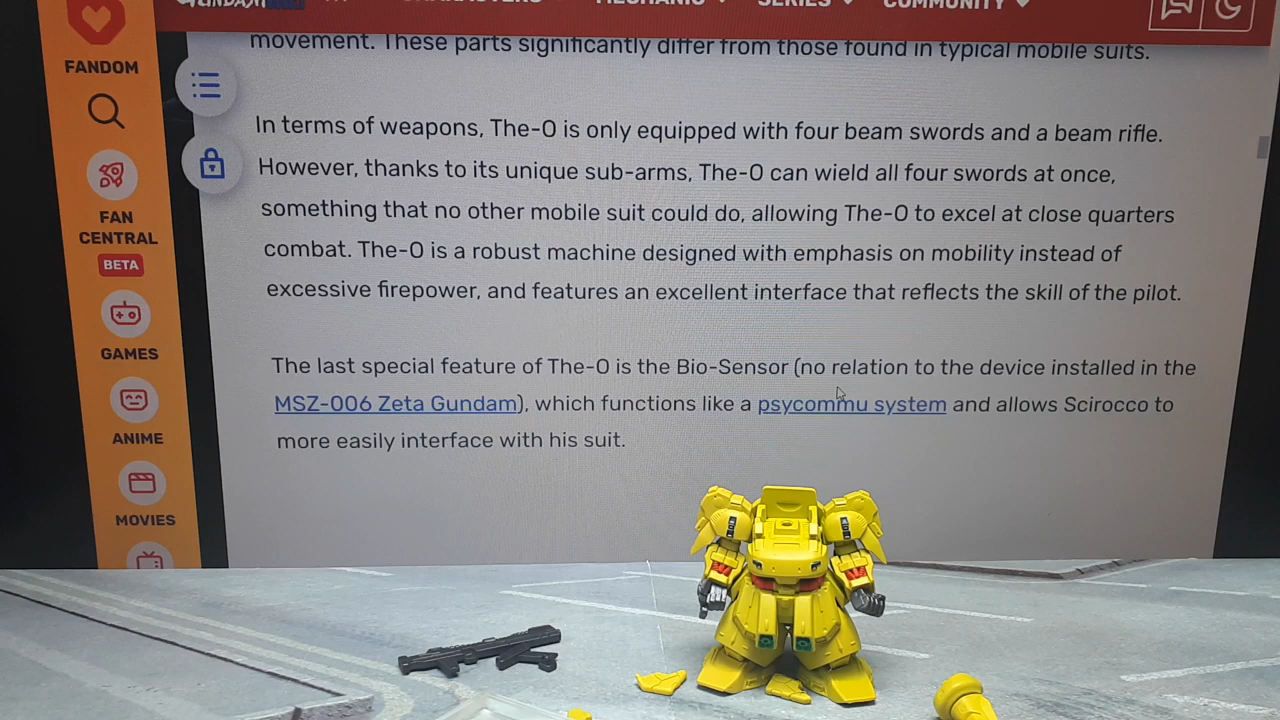 SERIES
COMMUNITY
FANDOM
FAN
CENTRAL
BETA
GAMES
ANIME
MOVIES
movement. These parts significantly differ from those found in typical mobile suits.
In terms of weapons, The-O is only equipped with four beam swords and a beam rifle.
However, thanks to its unique sub-arms, The-O can wield all four swords at once,
something that no other mobile suit could do, allowing The-O to excel at close quarters
combat. The-O is a robust machine designed with emphasis on mobility instead of
excessive firepower, and features an excellent interface that reflects the skill of the pilot.
The last special feature of The-O is the Bio-Sensor (no relation to the device installed in the
MSZ-006 Zeta Gundam), which functions like a psycommu system and allows Scirocco to
more easily interface with his suit.